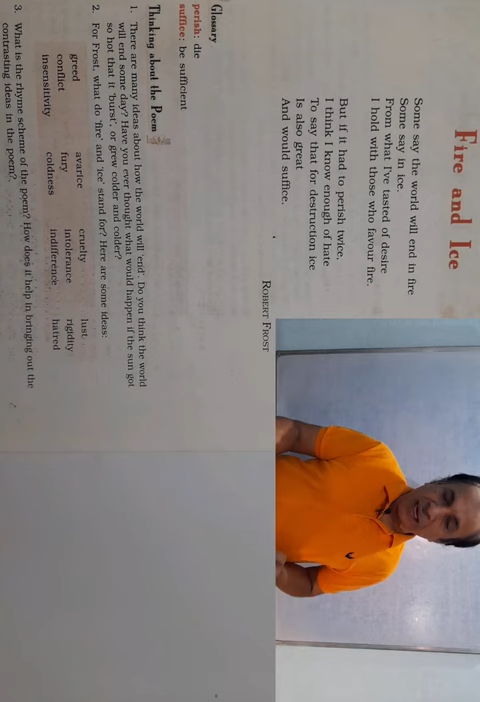 Fire and Ice
Some say the world will end in fire
Some say in ice.
From what I've tasted of desire
I hold with those who favour fire.
But if it had to perish twice,
I think I know enough of hate
To say that for destruction ice
Is also great
And would suffice.
ROBERT FROST
Glossary
perish: die
suffice: be sufficient
Thinking about the Poem
1. There are many ideas about how the world will 'end'. Do you think the world
will end some day? Have you ever thought what would happen if the sun got
so hot that it 'burst', or grew colder and colder?
2. For Frost, what do 'fire' and 'ice' stand for? Here are some ideas:
greed avarice cruelty lust
conflict fury intolerance rigidity
insensitivity coldness indifference hatred
3. What is the rhyme scheme of the poem? How does it help in bringing out the
contrasting ideas in the poem?